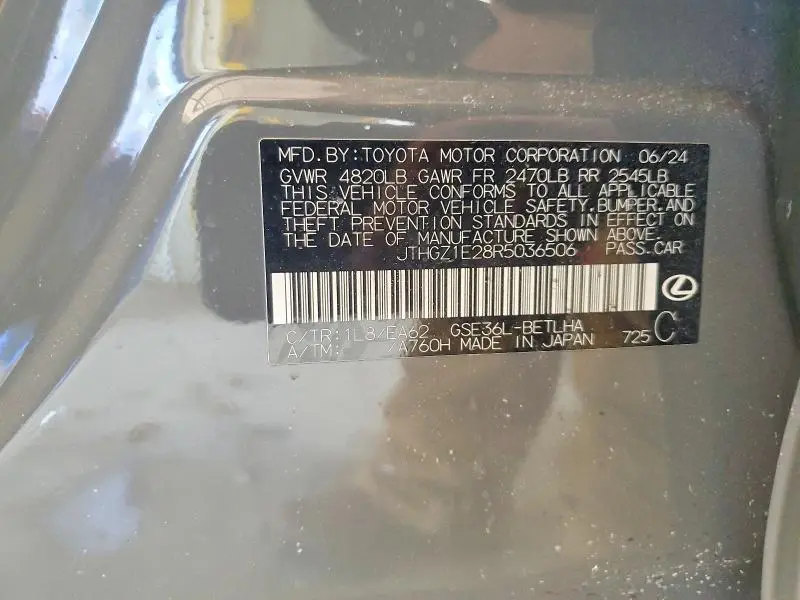 MFD.BY:TOYOTA MOTOR CORPORATION 06/24
GVWR 4820LB GAWR FR 2470LB RR 2545LB
THIS VEHICLE CONFORMS TO ALL APPLICABLE
FEDERAL MOTOR VEHICLE SAFETY,BUMPER,AND
THEFT PREVENTION STANDARDS IN EFFECT ON
THE DATE OF MANUFACTURE SHOWN ABOVE.
JTHGZ1E28R5036506 PASS.CAR
C/TR:1L8/EA62 GSE36L-BETLHA
A/TM: /A760H MADE IN JAPAN 725 C